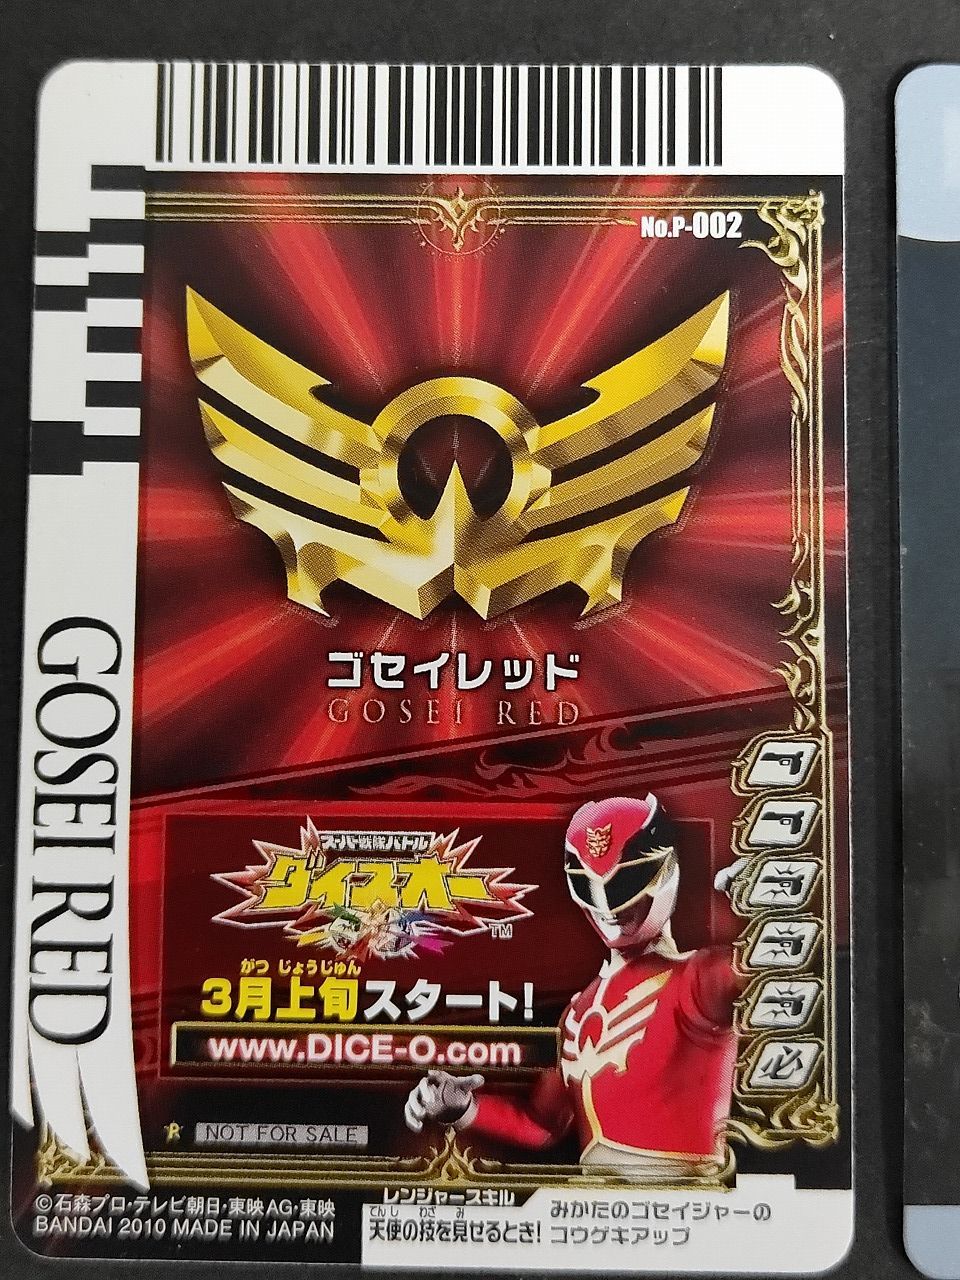 No.P-002
ゴセイレッド
GOSEI RED
GOSEI RED
スーパー戦隊バトル
ダイスオー
TM
がつ じょうじゅん
3月上旬スタート!
www.DICE-O.com
必
R NOT FOR SALE
©石森プロ・テレビ朝日・東映AG・東映
BANDAI 2010 MADE IN JAPAN
レンジャースキル
てんし わざ み
天使の技を見せるとき!
みかたのゴセイジャーの
コウゲキアップ